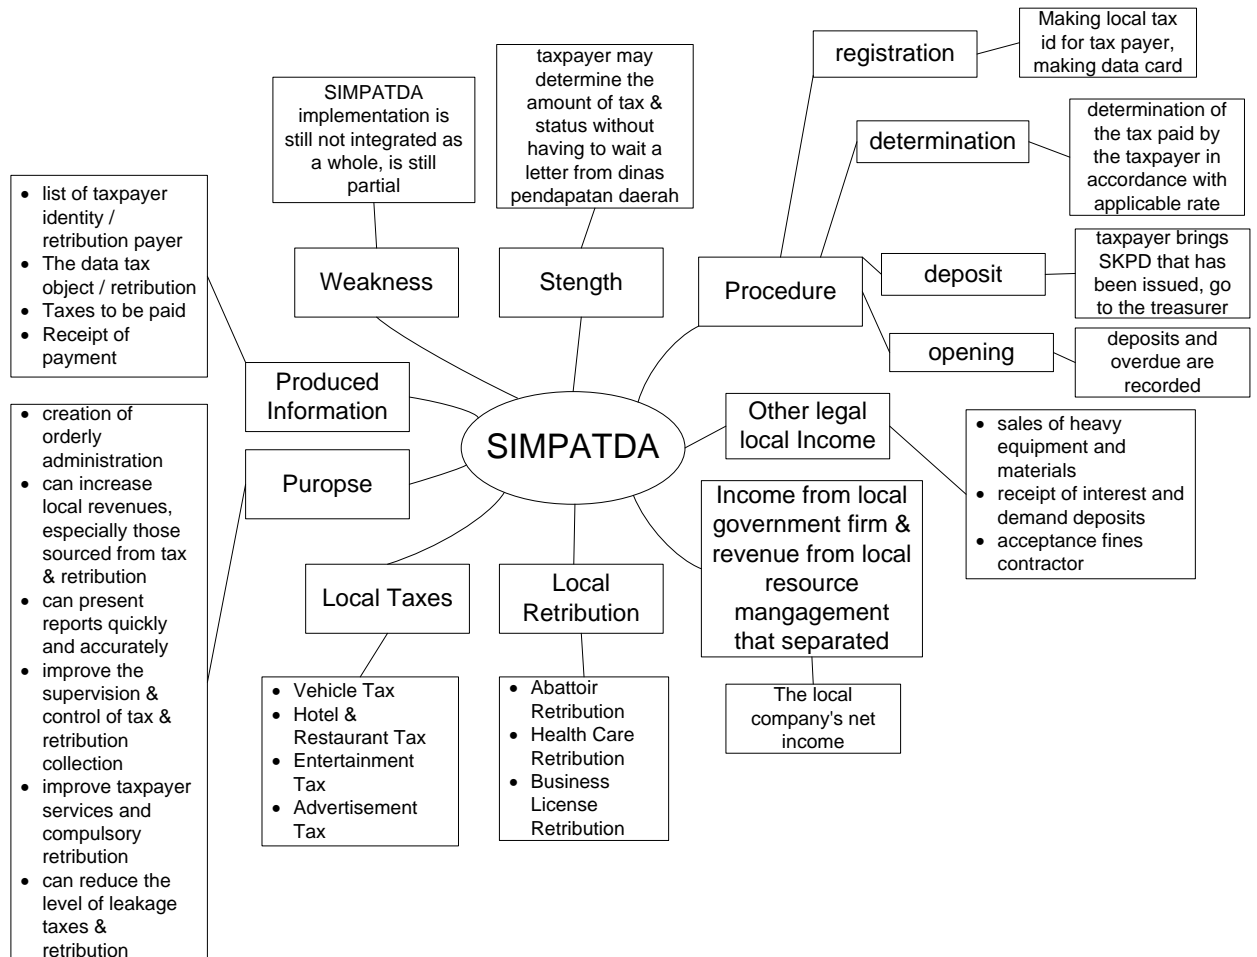 SIMPATDA
implementation is
still not integrated as
a whole, is still
partial
Weakness
taxpayer may
determine the
amount of tax &
status without
having to wait a
letter from dinas
pendapatan daerah
Stength
registration
Making local tax
id for tax payer,
making data card
determination
determination of
the tax paid by
the taxpayer in
accordance with
applicable rate
Procedure
deposit
taxpayer brings
SKPD that has
been issued, go
to the treasurer
opening
deposits and
overdue are
recorded
• list of taxpayer
identity /
retribution payer
• The data tax
object / retribution
• Taxes to be paid
• Receipt of
payment
Produced
Information
SIMPATDA
Other legal
local Income
• sales of heavy
equipment and
materials
• receipt of interest and
demand deposits
• acceptance fines
contractor
Puropse
• creation of
orderly
administration
• can increase
local revenues,
especially those
sourced from tax
& retribution
• can present
reports quickly
and accurately
• improve the
supervision &
control of tax &
retribution
collection
• improve taxpayer
services and
compulsory
retribution
• can reduce the
level of leakage
taxes &
retribution
Local Taxes
• Vehicle Tax
• Hotel &
Restaurant Tax
• Entertainment
Tax
• Advertisement
Tax
Local
Retribution
• Abattoir
Retribution
• Health Care
Retribution
• Business
License
Retribution
Income from local
government firm &
revenue from local
resource
mangagement
that separated
The local
company's net
income